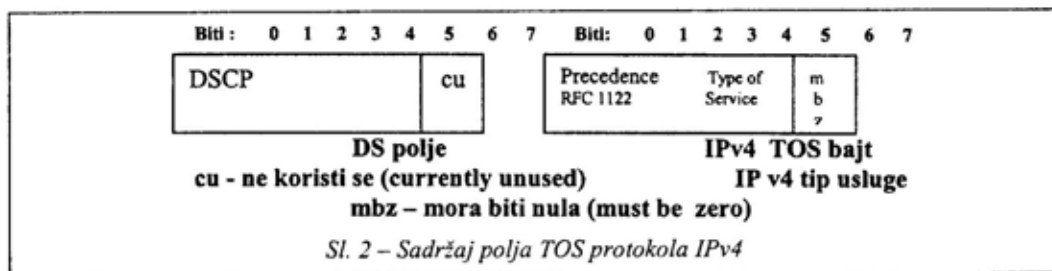 Biti : 0 1 2 3 4 5 6 7 Biti: 0 1 2 3 4 5 6 7
DSCP cu Precedence Type of m
RFC 1122 Service b
z
DS polje IPv4 TOS bajt
cu - ne koristi se (currently unused) IP v4 tip usluge
mbz – mora biti nula (must be zero)
Sl. 2 – Sadržaj polja TOS protokola IPv4